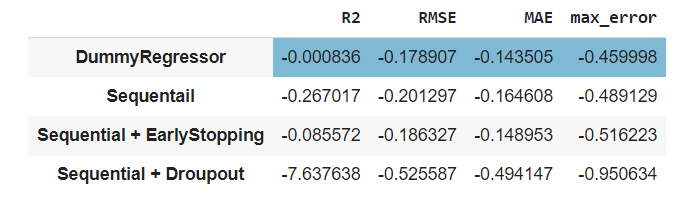 R2 RMSE MAE max_error
DummyRegressor -0.000836 -0.178907 -0.143505 -0.459998
Sequentail -0.267017 -0.201297 -0.164608 -0.489129
Sequential + EarlyStopping -0.085572 -0.186327 -0.148953 -0.516223
Sequential + Droupout -7.637638 -0.525587 -0.494147 -0.950634